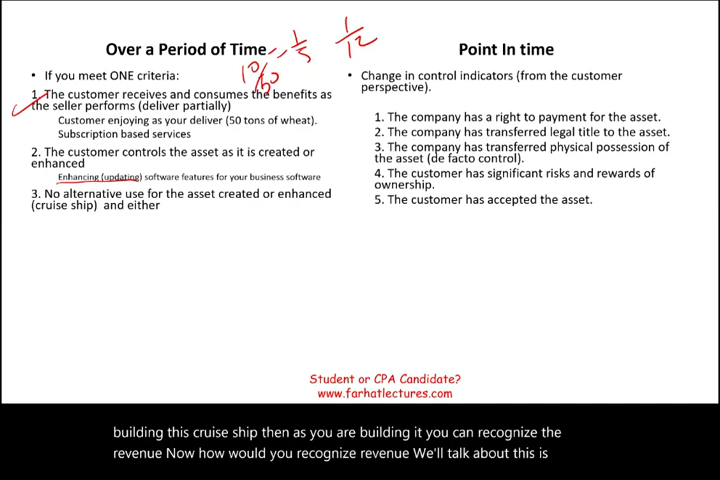 Over a Period of Time
= 1/5
10/50
1/12
• If you meet ONE criteria:
1. The customer receives and consumes the benefits as
the seller performs (deliver partially)
Customer enjoying as your deliver (50 tons of wheat).
Subscription based services
2. The customer controls the asset as it is created or
enhanced
Enhancing (updating) software features for your business software
3. No alternative use for the asset created or enhanced
(cruise ship)  and either
Point In time
• Change in control indicators (from the customer
perspective).
1. The company has a right to payment for the asset.
2. The company has transferred legal title to the asset.
3. The company has transferred physical possession of
the asset (de facto control).
4. The customer has significant risks and rewards of
ownership.
5. The customer has accepted the asset.
Student or CPA Candidate?
www.farhatlectures.com
building this cruise ship then as you are building it you can recognize the
revenue Now how would you recognize revenue We'll talk about this is